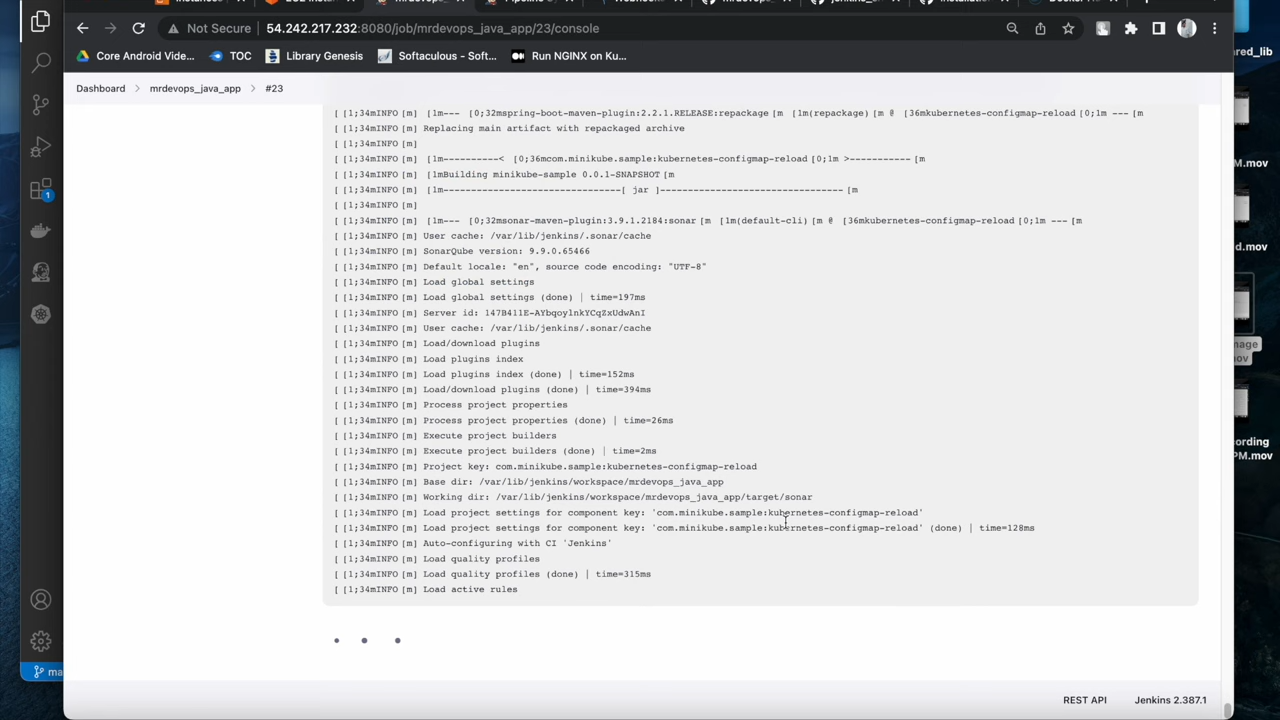 Not Secure 54.242.217.232:8080/job/mrdevops_java_app/23/console
Core Android Vide... TOC Library Genesis Softaculous - Soft... Run NGINX on Ku...
Dashboard > mrdevops_java_app > #23
[ [1;34mINFO [m] [1m--- [0;32mspring-boot-maven-plugin:2.2.1.RELEASE:repackage [m [1m(repackage) [m @ [36mkubernetes-configmap-reload [0;1m --- [m
[ [1;34mINFO [m] Replacing main artifact with repackaged archive
[ [1;34mINFO [m]
[ [1;34mINFO [m] [1m----------< [0;36mcom.minikube.sample:kubernetes-configmap-reload [0;1m >----------- [m
[ [1;34mINFO [m] [1mBuilding minikube-sample 0.0.1-SNAPSHOT [m
[ [1;34mINFO [m] [1m--------------------------------[ jar ]--------------------------------- [m
[ [1;34mINFO [m]
[ [1;34mINFO [m] [1m--- [0;32msonar-maven-plugin:3.9.1.2184:sonar [m [1m(default-cli) [m @ [36mkubernetes-configmap-reload [0;1m --- [m
[ [1;34mINFO [m] User cache: /var/lib/jenkins/.sonar/cache
[ [1;34mINFO [m] SonarQube version: 9.9.0.65466
[ [1;34mINFO [m] Default locale: "en", source code encoding: "UTF-8"
[ [1;34mINFO [m] Load global settings
[ [1;34mINFO [m] Load global settings (done) | time=197ms
[ [1;34mINFO [m] Server id: 147B411E-AYbqoylnkYCqZxUdwAnI
[ [1;34mINFO [m] User cache: /var/lib/jenkins/.sonar/cache
[ [1;34mINFO [m] Load/download plugins
[ [1;34mINFO [m] Load plugins index
[ [1;34mINFO [m] Load plugins index (done) | time=152ms
[ [1;34mINFO [m] Load/download plugins (done) | time=394ms
[ [1;34mINFO [m] Process project properties
[ [1;34mINFO [m] Process project properties (done) | time=26ms
[ [1;34mINFO [m] Execute project builders
[ [1;34mINFO [m] Execute project builders (done) | time=2ms
[ [1;34mINFO [m] Project key: com.minikube.sample:kubernetes-configmap-reload
[ [1;34mINFO [m] Base dir: /var/lib/jenkins/workspace/mrdevops_java_app
[ [1;34mINFO [m] Working dir: /var/lib/jenkins/workspace/mrdevops_java_app/target/sonar
[ [1;34mINFO [m] Load project settings for component key: 'com.minikube.sample:kubernetes-configmap-reload'
[ [1;34mINFO [m] Load project settings for component key: 'com.minikube.sample:kubernetes-configmap-reload' (done) | time=128ms
[ [1;34mINFO [m] Auto-configuring with CI 'Jenkins'
[ [1;34mINFO [m] Load quality profiles
[ [1;34mINFO [m] Load quality profiles (done) | time=315ms
[ [1;34mINFO [m] Load active rules
REST API Jenkins 2.387.1
1
ma
ared_lib
M.mov
rd.mov
mage
mov
cording
PM.mov